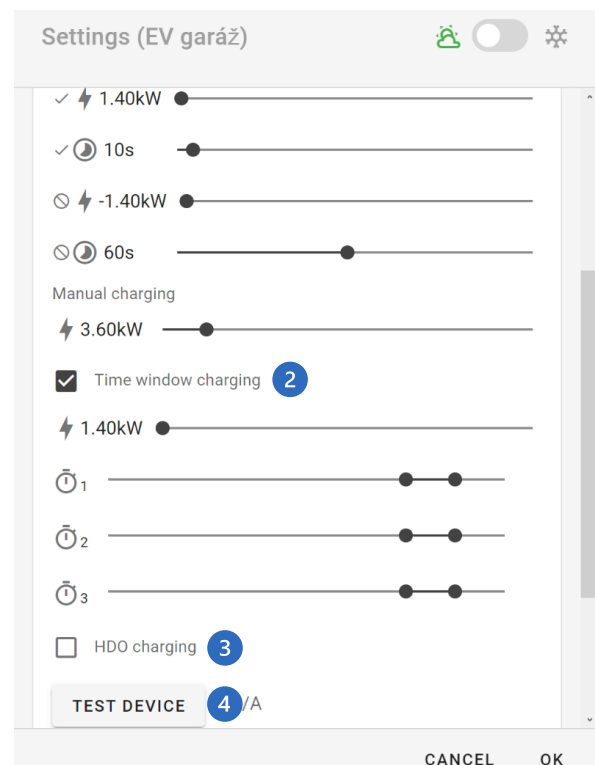 Settings (EV garáž)
1.40kW
10s
-1.40kW
60s
Manual charging
3.60kW
Time window charging 2
1.40kW
1
2
3
HDO charging 3
TEST DEVICE 4 /A
CANCEL OK